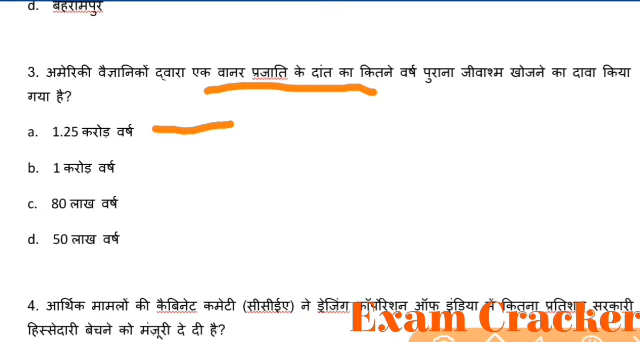 d. बेहरामपुर
3. अमेरिकी वैज्ञानिकों द्वारा एक वानर प्रजाति के दांत का कितने वर्ष पुराना जीवाश्म खोजने का दावा किया
गया है?
a. 1.25 करोड़ वर्ष
b. 1 करोड़ वर्ष
c. 80 लाख वर्ष
d. 50 लाख वर्ष
4. आर्थिक मामलों की कैबिनेट कमेटी (सीसीईए) ने ड्रेजिंग कॉर्पोरेशन ऑफ इंडिया में कितना प्रतिशत सरकारी
हिस्सेदारी बेचने को मंजूरी दे दी है?
Exam Cracker